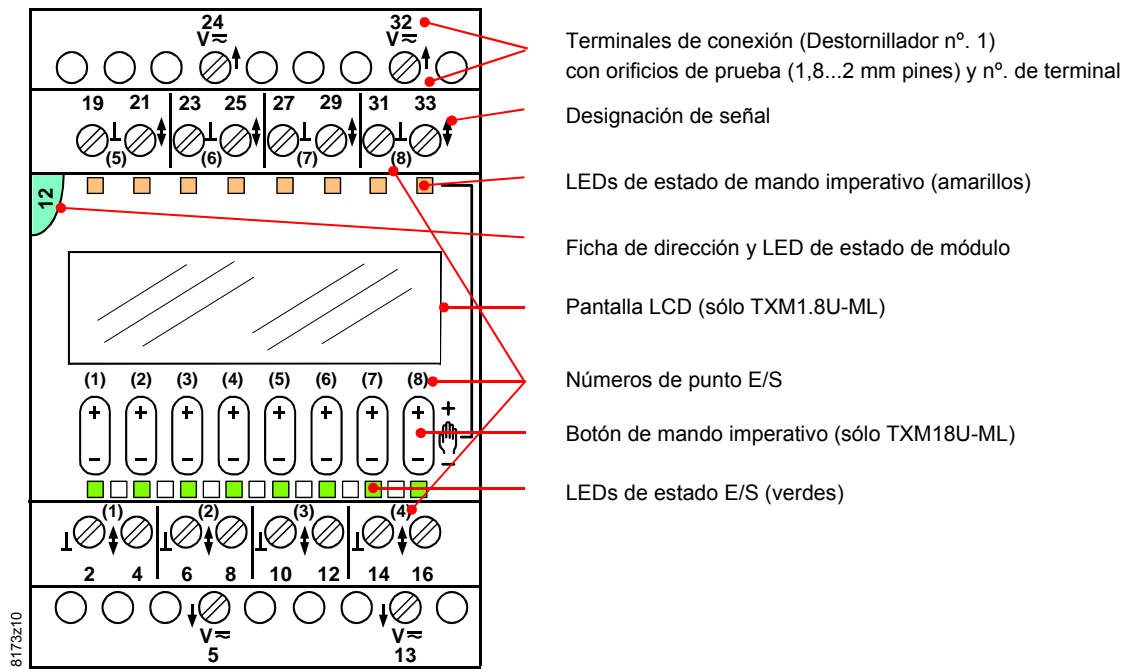 24 32
V≂ V≂
19 21 23 25 27 29 31 33
(5) (6) (7) (8)
12
(1) (2) (3) (4) (5) (6) (7) (8)
+ + + + + + + + +
– – – – – – – – –
(1) (2) (3) (4)
2 4 6 8 10 12 14 16
V≂ V≂
5 13
8173z10
Terminales de conexión (Destornillador nº. 1)
con orificios de prueba (1,8...2 mm pines) y nº. de terminal
Designación de señal
LEDs de estado de mando imperativo (amarillos)
Ficha de dirección y LED de estado de módulo
Pantalla LCD (sólo TXM1.8U-ML)
Números de punto E/S
Botón de mando imperativo (sólo TXM18U-ML)
LEDs de estado E/S (verdes)